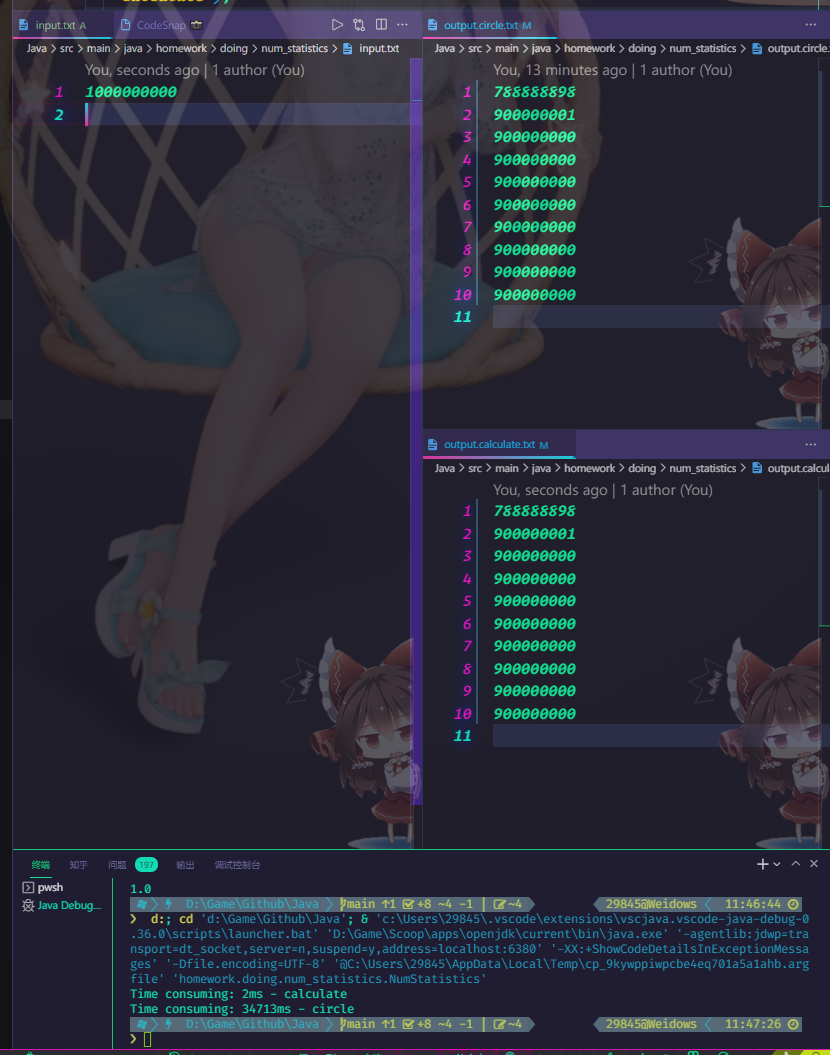 input.txt A
CodeSnap
Java > src > main > java > homework > doing > num_statistics > input.txt
You, seconds ago | 1 author (You)
1 1000000000
2
output.circle.txt M
Java > src > main > java > homework > doing > num_statistics > output.circle.
You, 13 minutes ago | 1 author (You)
1 788888898
2 900000001
3 900000000
4 900000000
5 900000000
6 900000000
7 900000000
8 900000000
9 900000000
10 900000000
11
output.calculate.txt M
Java > src > main > java > homework > doing > num_statistics > output.calcul
You, seconds ago | 1 author (You)
1 788888898
2 900000001
3 900000000
4 900000000
5 900000000
6 900000000
7 900000000
8 900000000
9 900000000
10 900000000
11
终端 知乎 问题 197 输出 调试控制台
pwsh
Java Debug...
1.0
D:\Game\Github\Java main ↑1 +8 ~4 -1 | ~4 29845@Weidows 11:46:44
❯ d:; cd 'd:\Game\Github\Java'; & 'c:\Users\29845\.vscode\extensions\vscjava.vscode-java-debug-0
.36.0\scripts\launcher.bat' 'D:\Game\Scoop\apps\openjdk\current\bin\java.exe' '-agentlib:jdwp=tra
nsport=dt_socket,server=n,suspend=y,address=localhost:6380' '-XX:+ShowCodeDetailsInExceptionMessa
ges' '-Dfile.encoding=UTF-8' '@C:\Users\29845\AppData\Local\Temp\cp_9kywppiwpcbe4eq701a5a1ahb.arg
file' 'homework.doing.num_statistics.NumStatistics'
Time consuming: 2ms - calculate
Time consuming: 34713ms - circle
D:\Game\Github\Java main ↑1 +8 ~4 -1 | ~4 29845@Weidows 11:47:26
❯